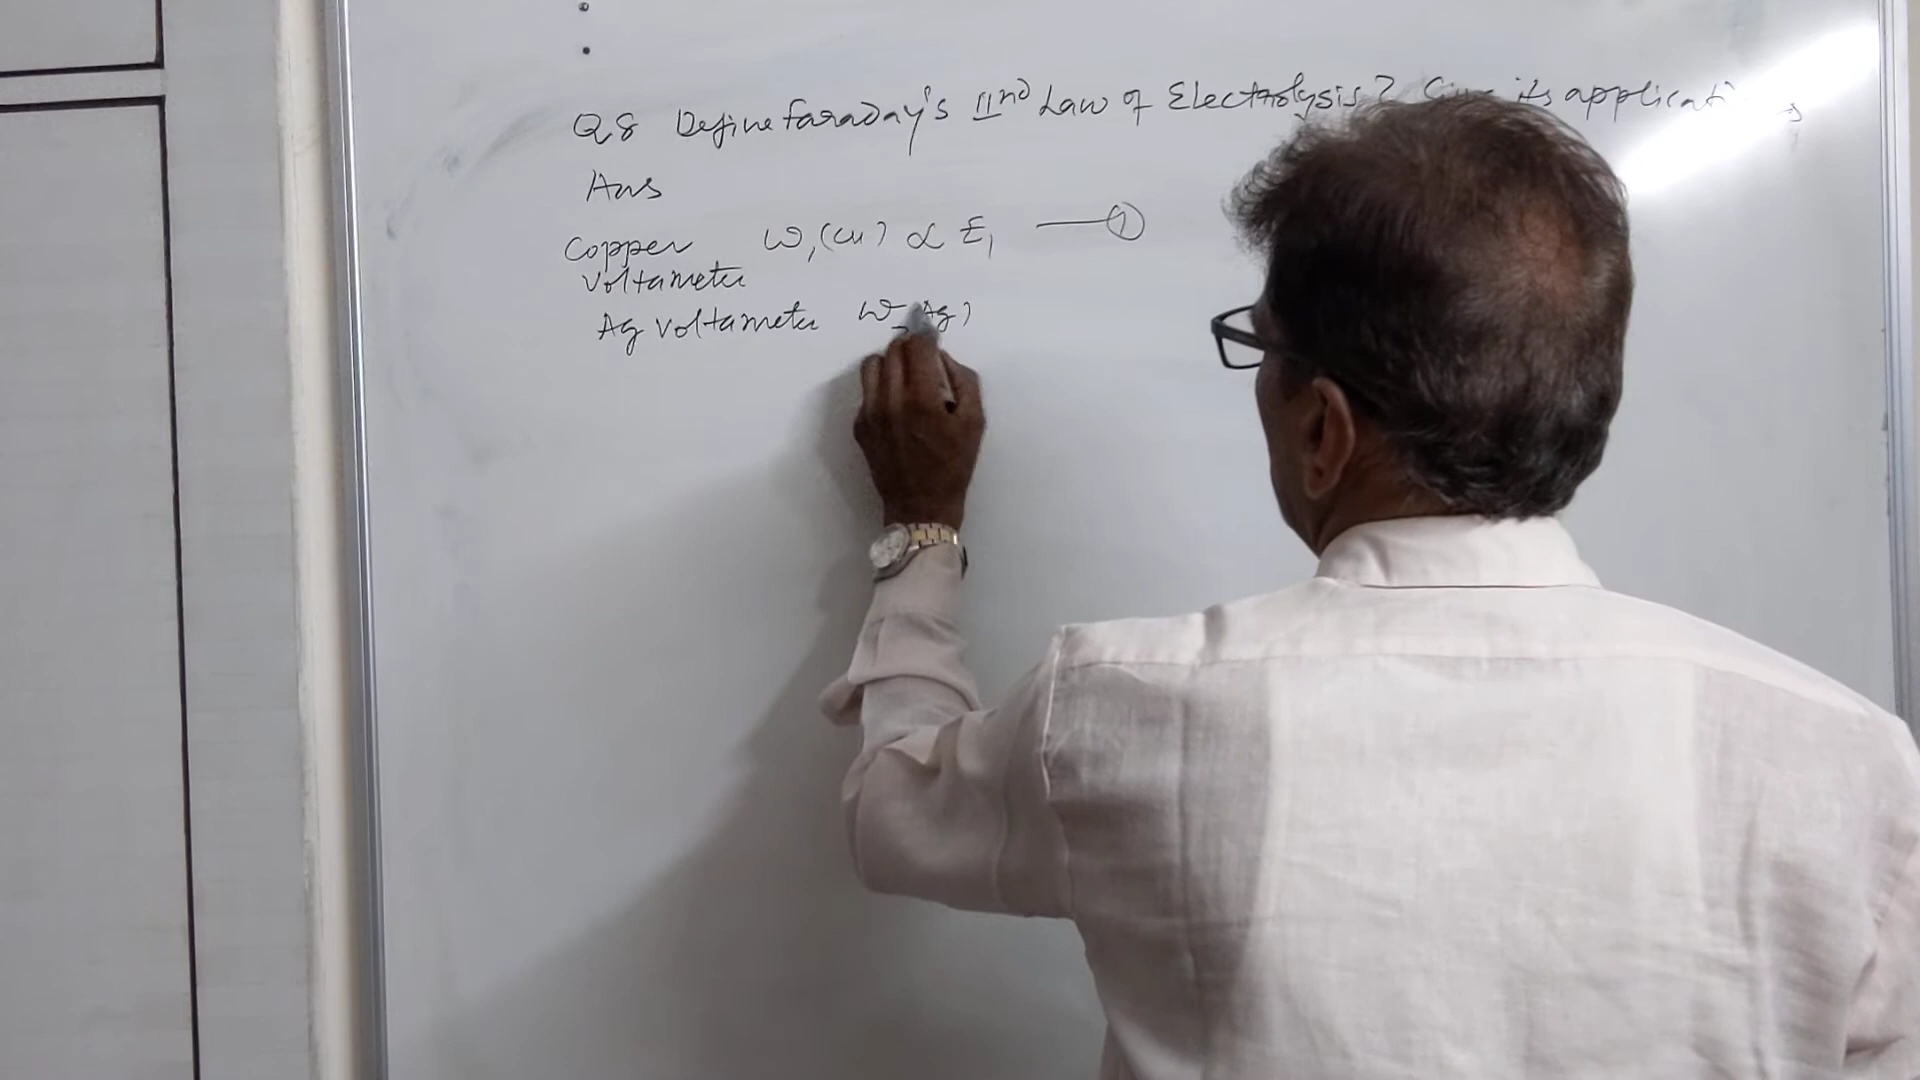 Q8 Define Faraday's IInd Law of Electrolysis? its
Ans
Copper W₁(Cu) ∝ E₁ —①
Voltameter
Ag Voltameter W₂(Ag)